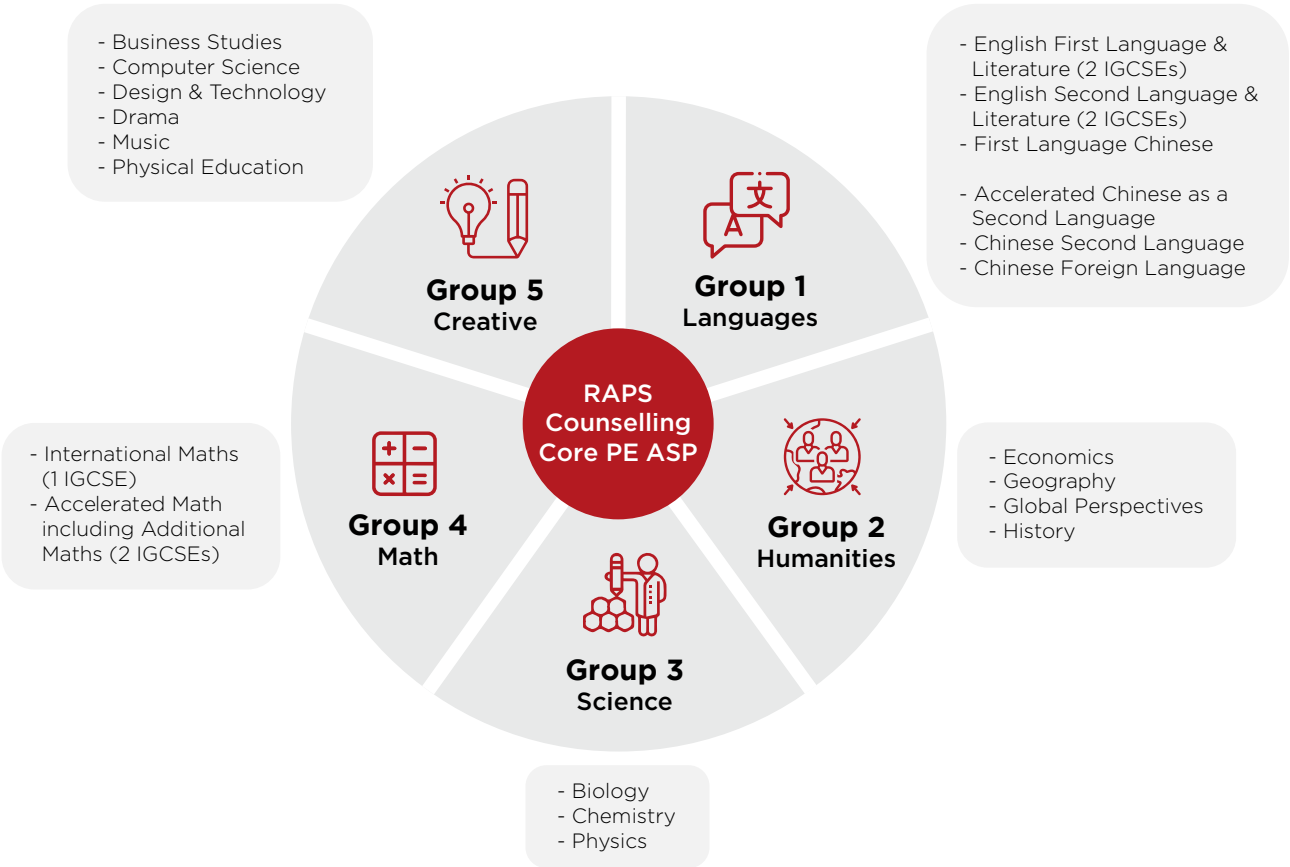 - Business Studies
- Computer Science
- Design & Technology
- Drama
- Music
- Physical Education
- English First Language &
Literature (2 IGCSEs)
- English Second Language &
Literature (2 IGCSEs)
- First Language Chinese
- Accelerated Chinese as a
Second Language
- Chinese Second Language
- Chinese Foreign Language
文
A
Group 5
Creative
Group 1
Languages
RAPS
Counselling
Core PE ASP
- International Maths
(1 IGCSE)
- Accelerated Math
including Additional
Maths (2 IGCSEs)
Group 4
Math
Group 2
Humanities
- Economics
- Geography
- Global Perspectives
- History
Group 3
Science
- Biology
- Chemistry
- Physics